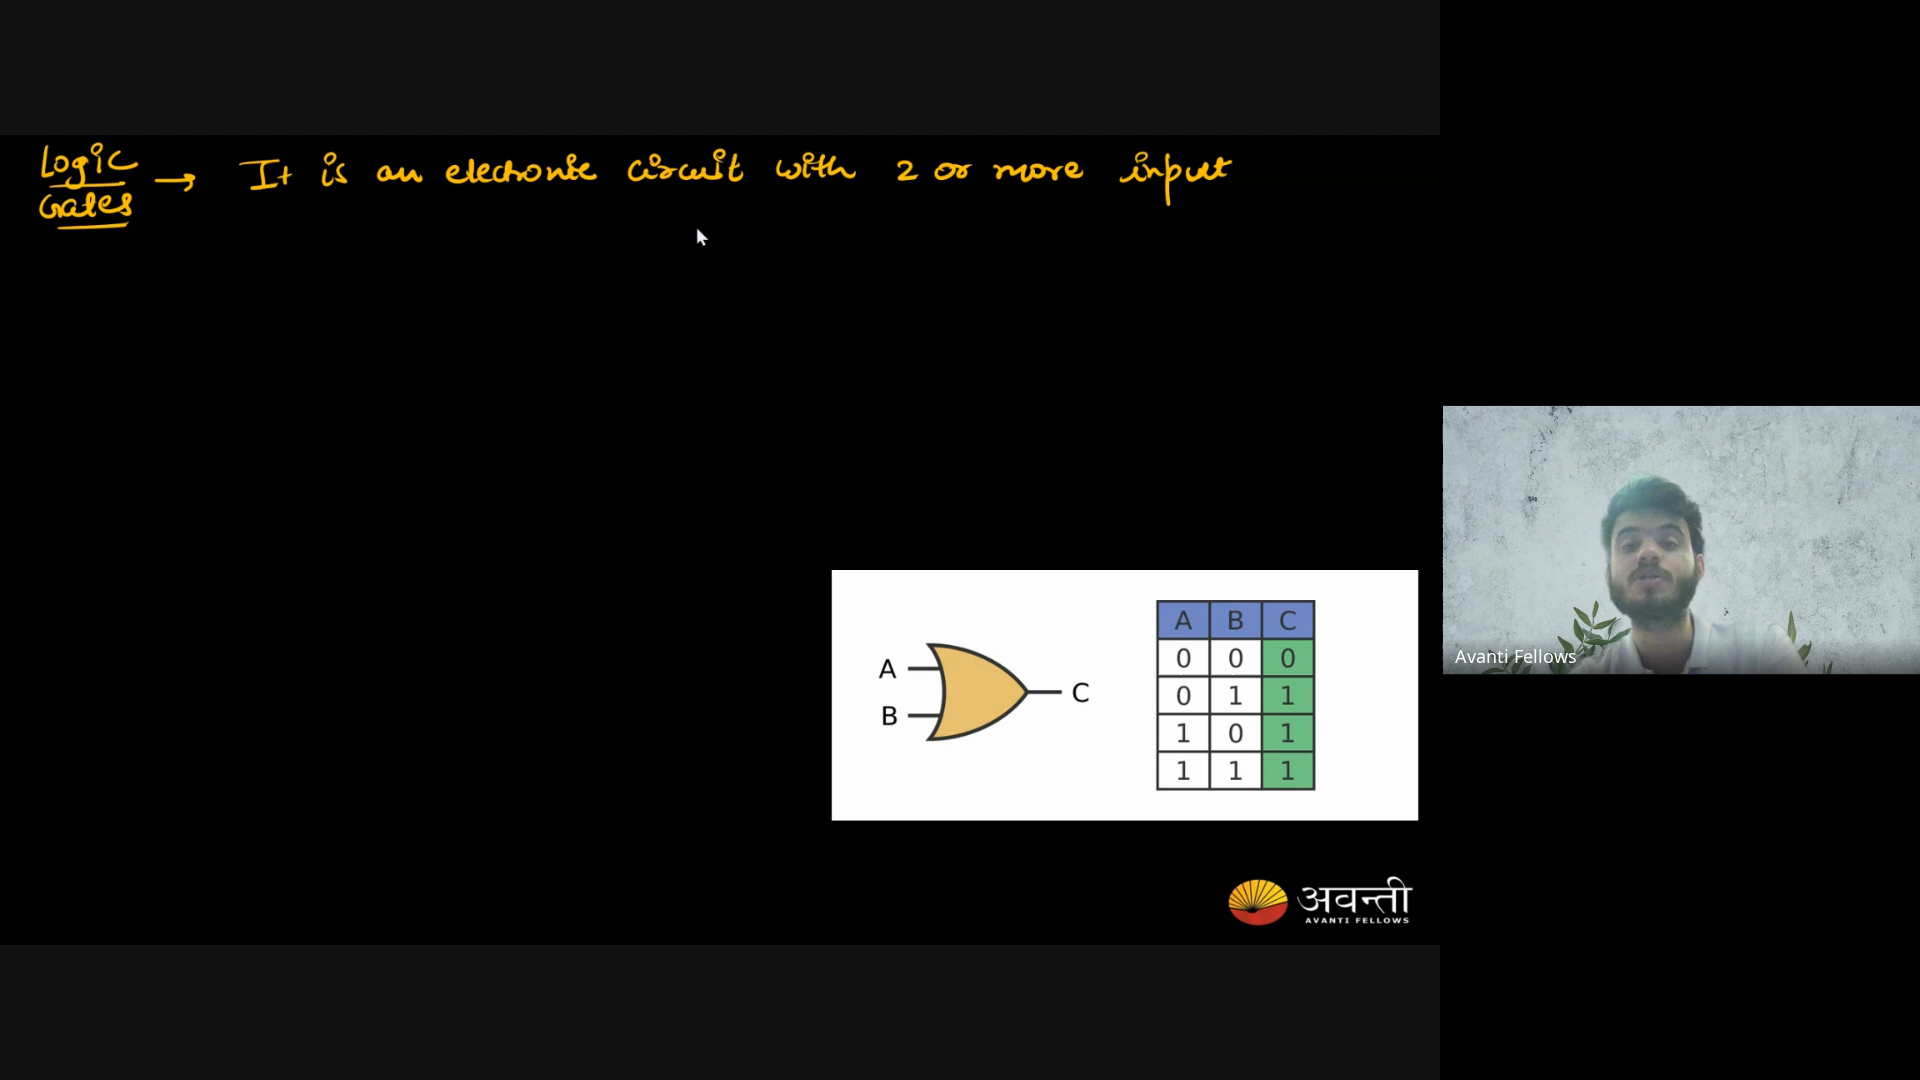 Logic
Gates → It is an electronic circuit with 2 or more input
A
B
C
A B C
0 0 0
0 1 1
1 0 1
1 1 1
Avanti Fellows
अवन्ती
AVANTI FELLOWS